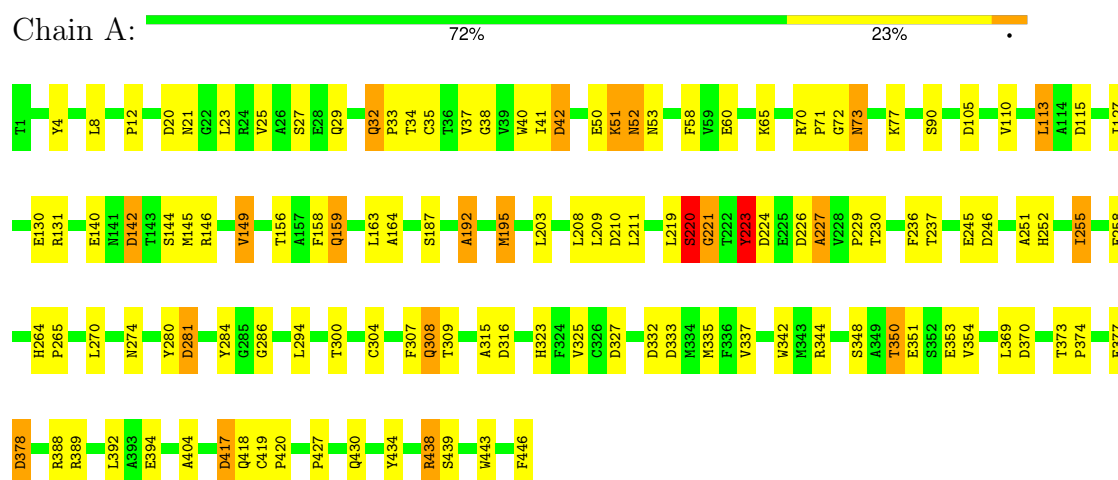 Chain A:
72% 23% •
T1 Y4 L8 P12 D20 N21 G22 L23 R24 V25 A26 S27 E28 Q29 Q32 P33 T34 C35 T36 V37 G38 V39 W40 I41 D42 E50 K51 N52 N53 F58 V59 E60 K65 R70 P71 G72 N73 K77 S90 D105 V110 L113 A114 D115
E130 R131 E140 N141 D142 T143 S144 M145 R146 V149 T156 A157 F158 Q159 L163 A164 S187 A192 M195 L203 L208 L209 D210 L211 L219 S220 G221 T222 Y223 D224 E225 D226 A227 V228 P229 T230 F236 T237 E245 D246 A251 H252 I255
H264 P265 L270 N274 Y280 D281 Y284 G285 G286 L294 T300 C304 F307 Q308 T309 A315 D316 H323 F324 V325 C326 D327 D332 D333 M334 M335 F336 V337 W342 M343 R344 S348 A349 T350 E351 S352 E353 V354 L369 D370 T373 P374
D378 R388 R389 L392 A393 E394 A404 D417 Q418 C419 P420 P427 Q430 Y434 R438 S439 W443 F446